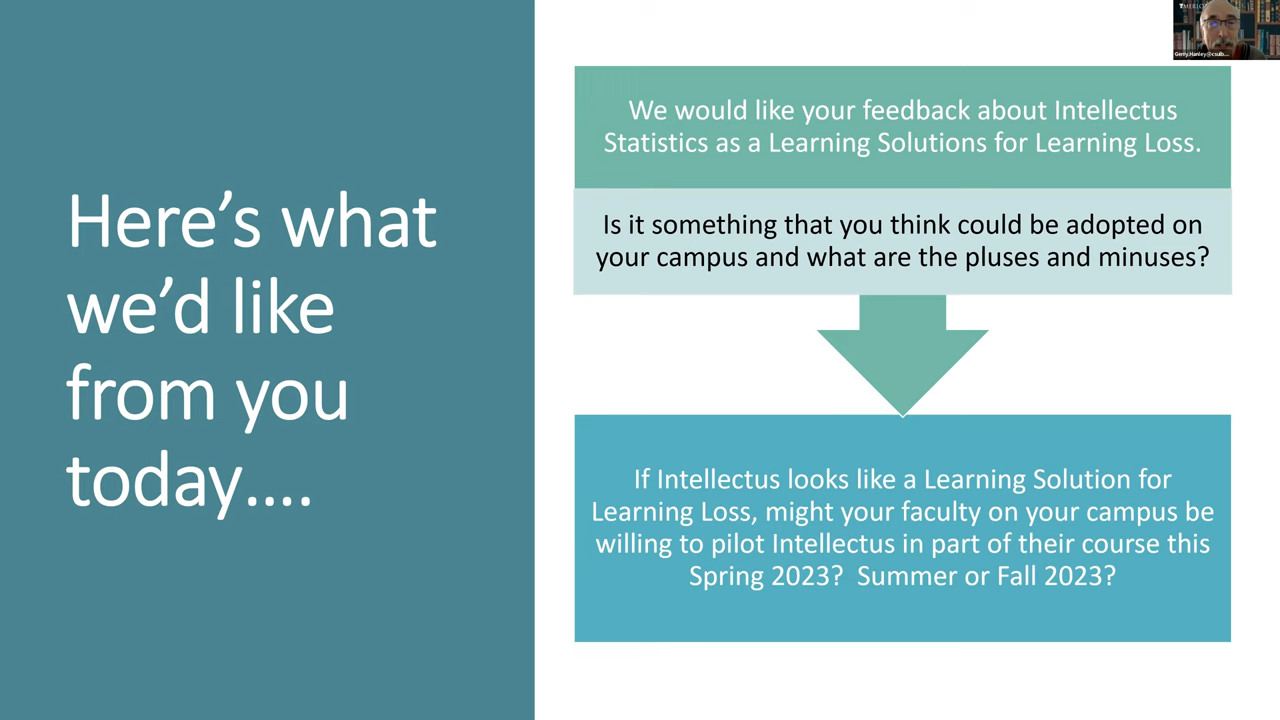 Here's what
we'd like
from you
today….
We would like your feedback about Intellectus
Statistics as a Learning Solutions for Learning Loss.
Is it something that you think could be adopted on
your campus and what are the pluses and minuses?
If Intellectus looks like a Learning Solution for
Learning Loss, might your faculty on your campus be
willing to pilot Intellectus in part of their course this
Spring 2023?  Summer or Fall 2023?
Gerry.Hanley@csulb...